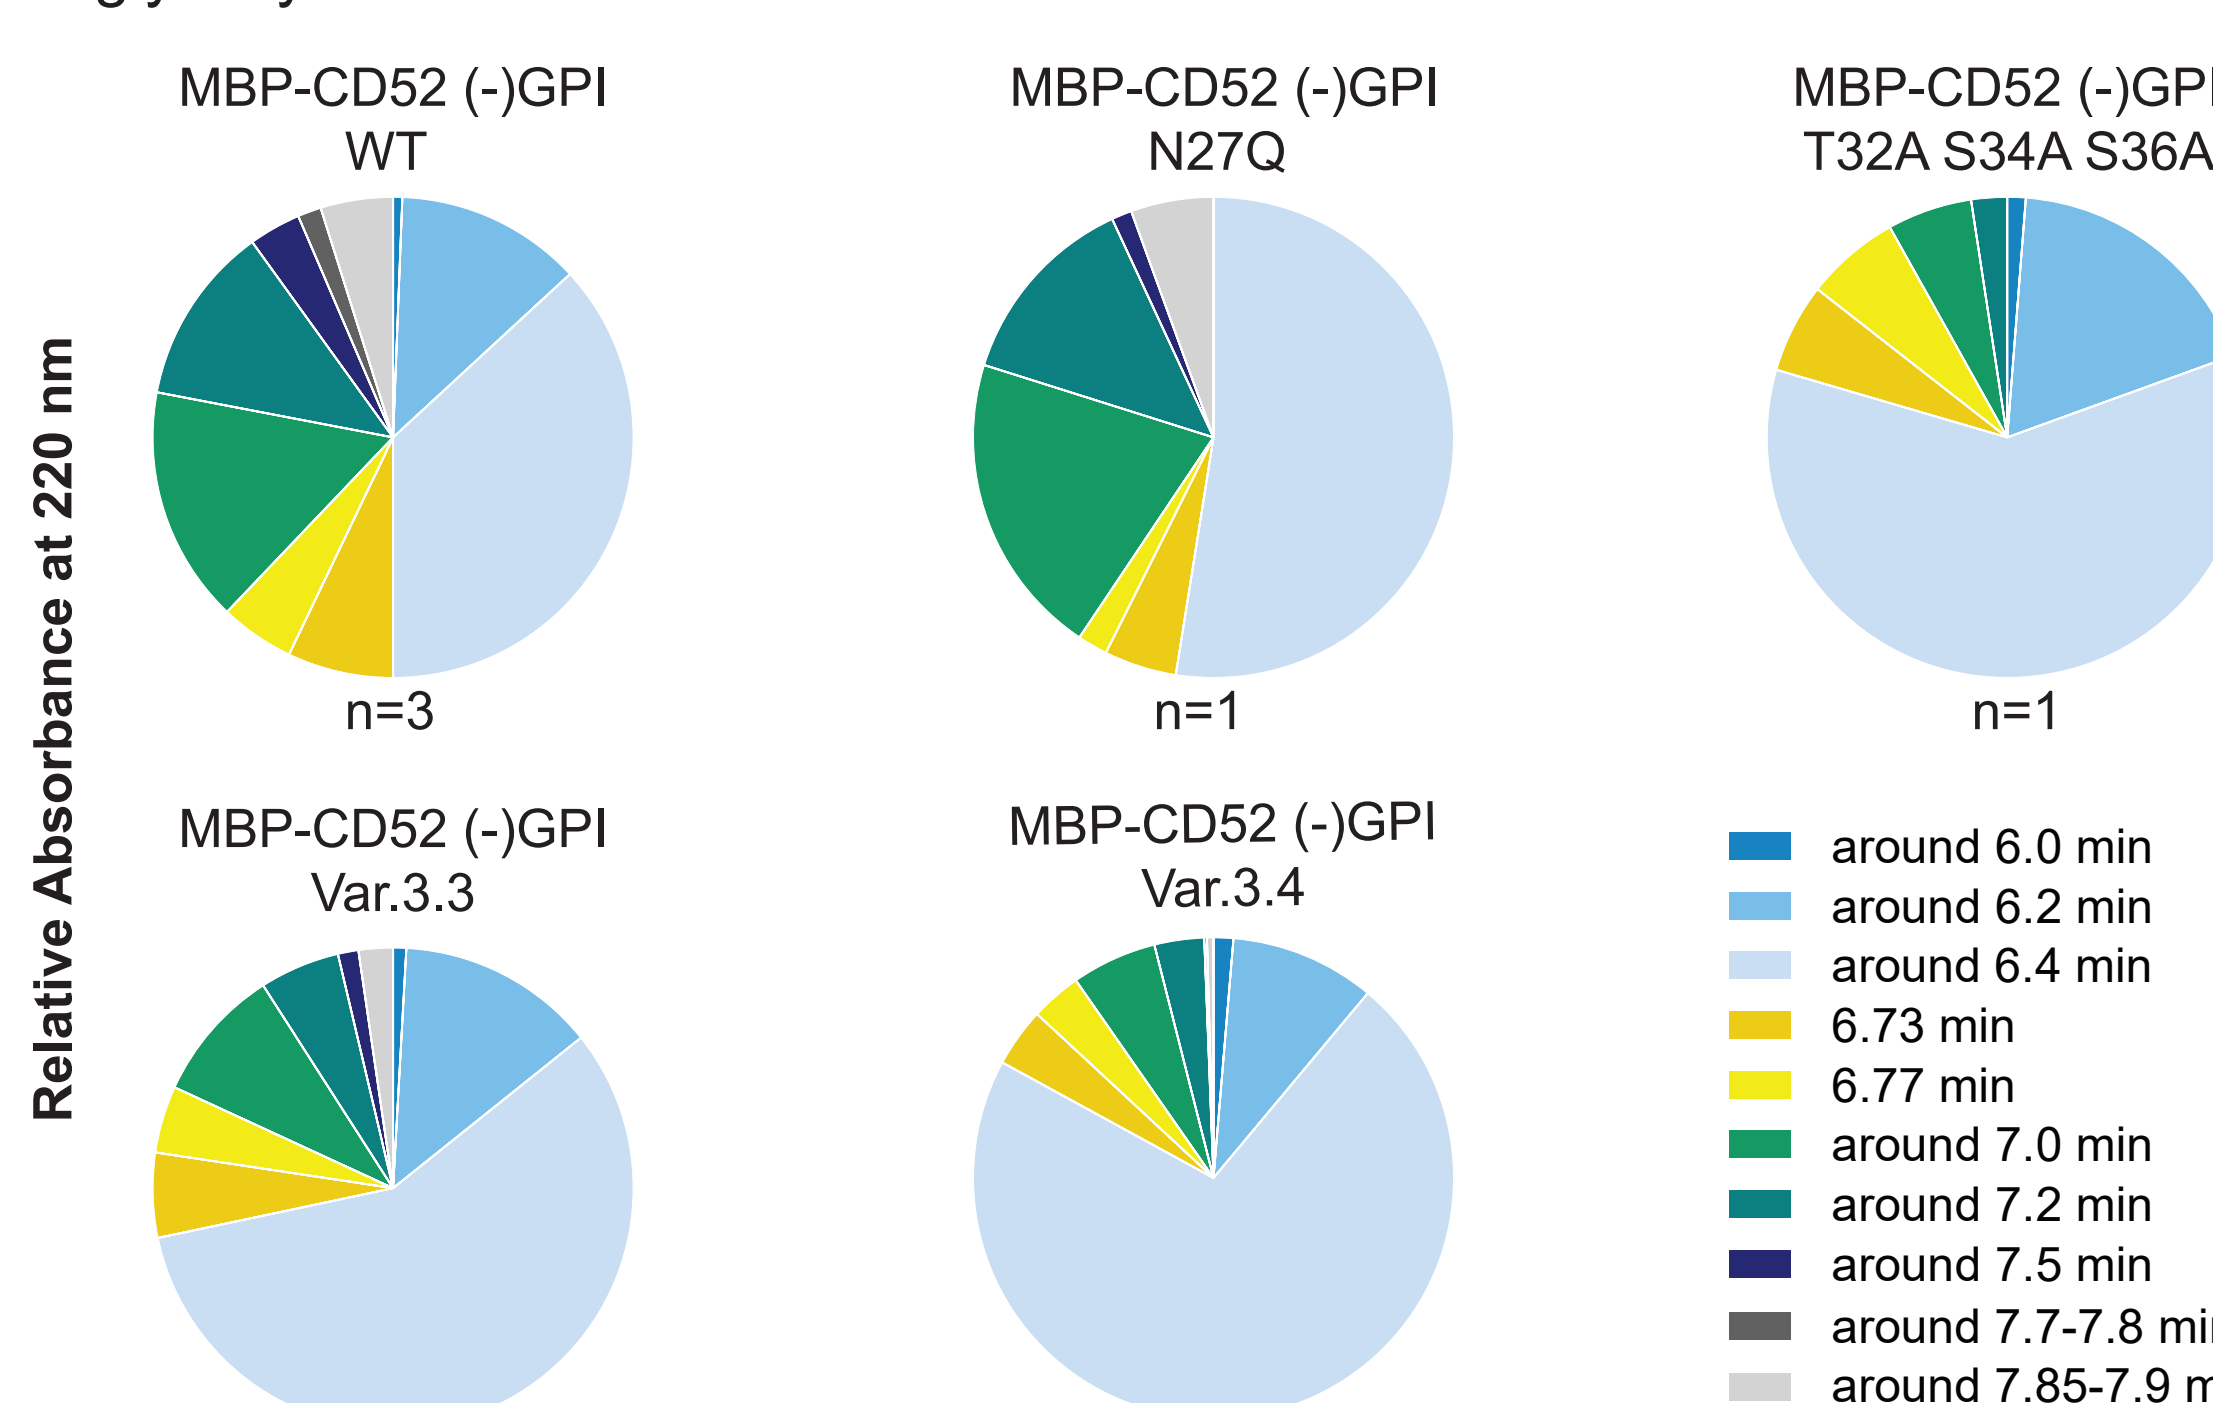 Relative Absorbance at 220 nm
MBP-CD52 (-)GPI
WT
n=3
MBP-CD52 (-)GPI
N27Q
n=1
MBP-CD52 (-)GPI
T32A S34A S36A
n=1
MBP-CD52 (-)GPI
Var.3.3
MBP-CD52 (-)GPI
Var.3.4
around 6.0 min
around 6.2 min
around 6.4 min
6.73 min
6.77 min
around 7.0 min
around 7.2 min
around 7.5 min
around 7.7-7.8 min
around 7.85-7.9